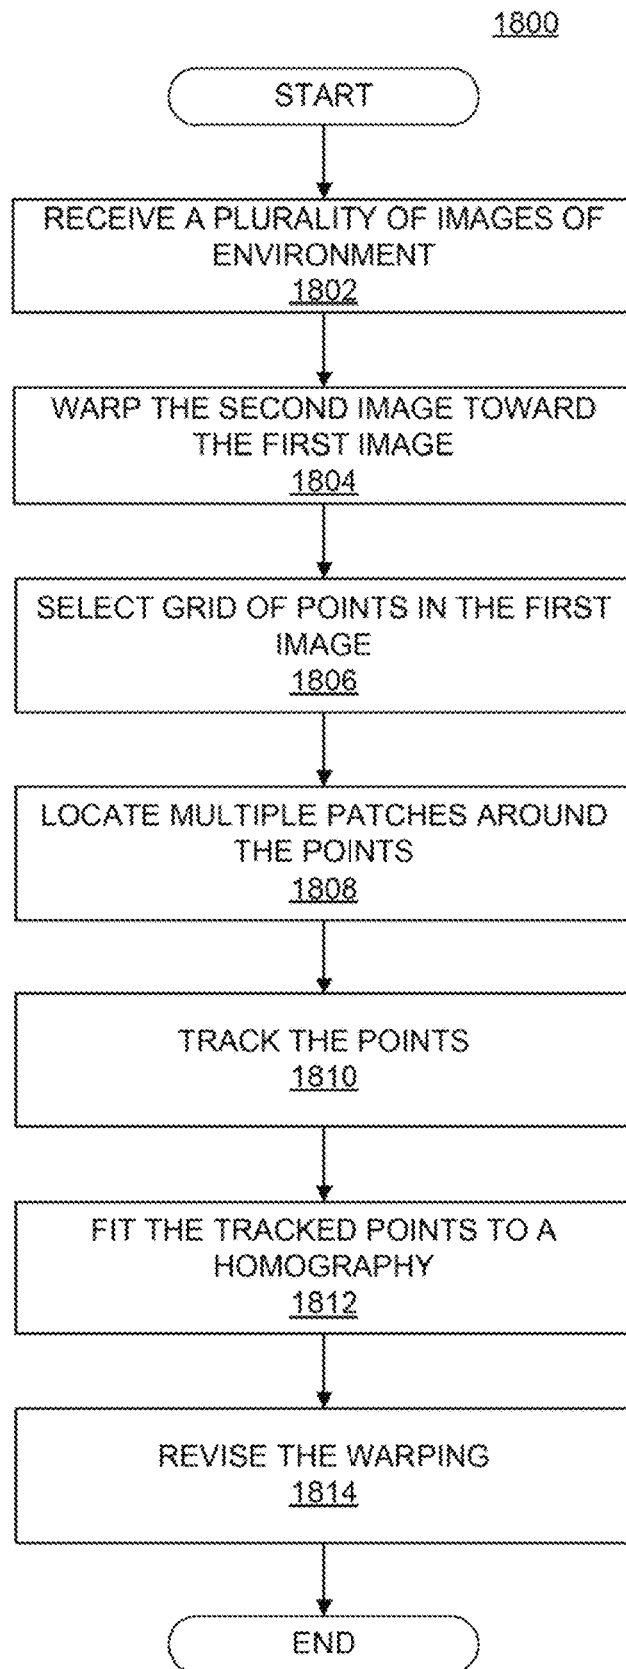 1800
START
RECEIVE A PLURALITY OF IMAGES OF
ENVIRONMENT
1802
WARP THE SECOND IMAGE TOWARD
THE FIRST IMAGE
1804
SELECT GRID OF POINTS IN THE FIRST
IMAGE
1806
LOCATE MULTIPLE PATCHES AROUND
THE POINTS
1808
TRACK THE POINTS
1810
FIT THE TRACKED POINTS TO A
HOMOGRAPHY
1812
REVISE THE WARPING
1814
END